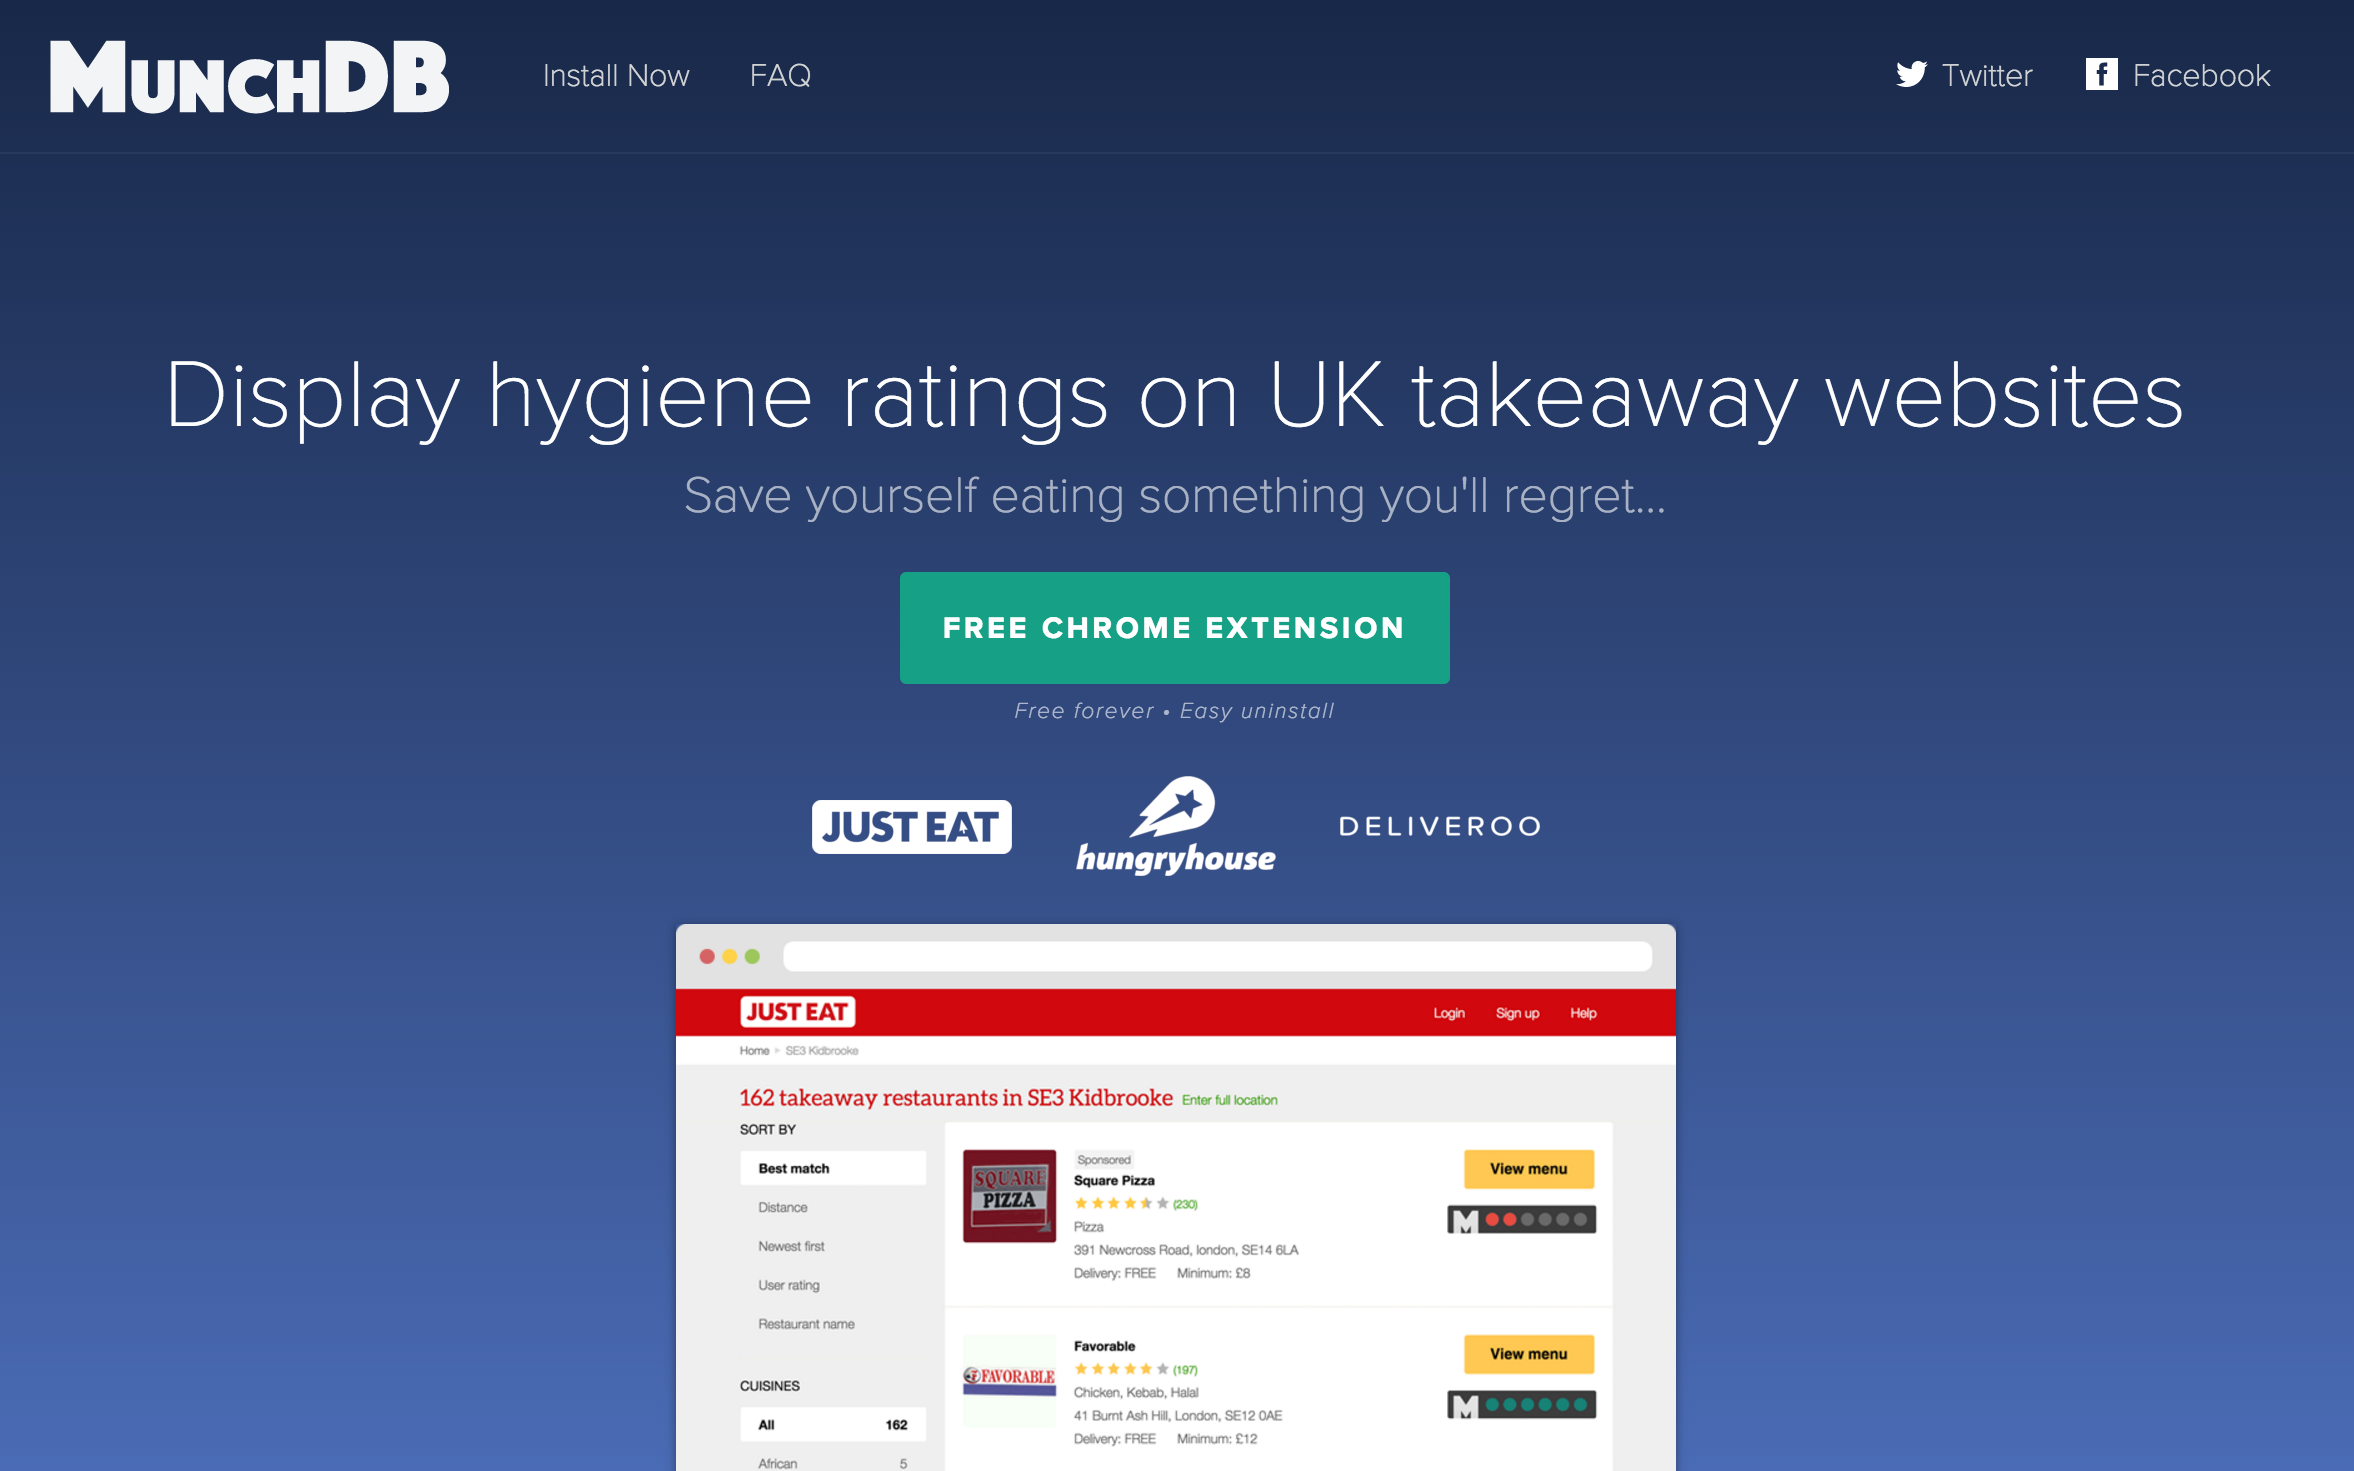 MUNCHDB
Install Now
FAQ
Twitter
Facebook
Display hygiene ratings on UK takeaway websites
Save yourself eating something you'll regret...
FREE CHROME EXTENSION
Free forever • Easy uninstall
JUST EAT
hungryhouse
DELIVEROO
JUST EAT
Login
Sign up
Help
Home
SE3 Kidbrooke
162 takeaway restaurants in SE3 Kidbrooke Enter full location
SORT BY
Best match
Distance
Newest first
User rating
Restaurant name
CUISINES
All 162
African 5
SQUARE
PIZZA
Sponsored
Square Pizza
(230)
Pizza
391 Newcross Road, london, SE14 6LA
Delivery: FREE Minimum: £8
View menu
M
FAVORABLE
Favorable
(197)
Chicken, Kebab, Halal
41 Burnt Ash Hill, London, SE12 0AE
Delivery: FREE Minimum: £12
View menu
M